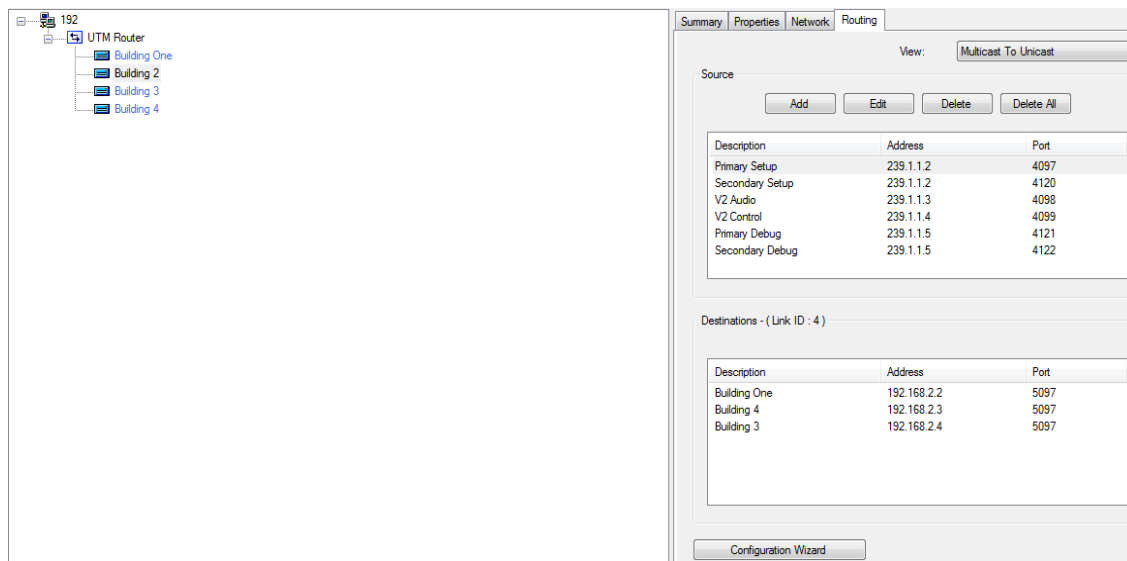 192
UTM Router
Building One
Building 2
Building 3
Building 4
Summary Properties Network Routing
View: Multicast To Unicast
Source
Add Edit Delete Delete All
Description Address Port
Primary Setup 239.1.1.2 4097
Secondary Setup 239.1.1.2 4120
V2 Audio 239.1.1.3 4098
V2 Control 239.1.1.4 4099
Primary Debug 239.1.1.5 4121
Secondary Debug 239.1.1.5 4122
Destinations - ( Link ID : 4 )
Description Address Port
Building One 192.168.2.2 5097
Building 4 192.168.2.3 5097
Building 3 192.168.2.4 5097
Configuration Wizard